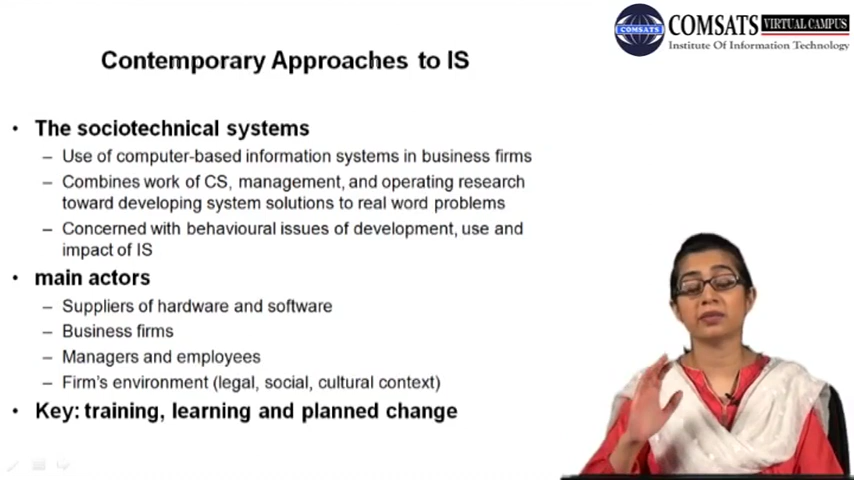 COMSATS VIRTUAL CAMPUS
COMSATS
Institute Of Information Technology
Contemporary Approaches to IS
• The sociotechnical systems
– Use of computer-based information systems in business firms
– Combines work of CS, management, and operating research
toward developing system solutions to real word problems
– Concerned with behavioural issues of development, use and
impact of IS
• main actors
– Suppliers of hardware and software
– Business firms
– Managers and employees
– Firm's environment (legal, social, cultural context)
• Key: training, learning and planned change